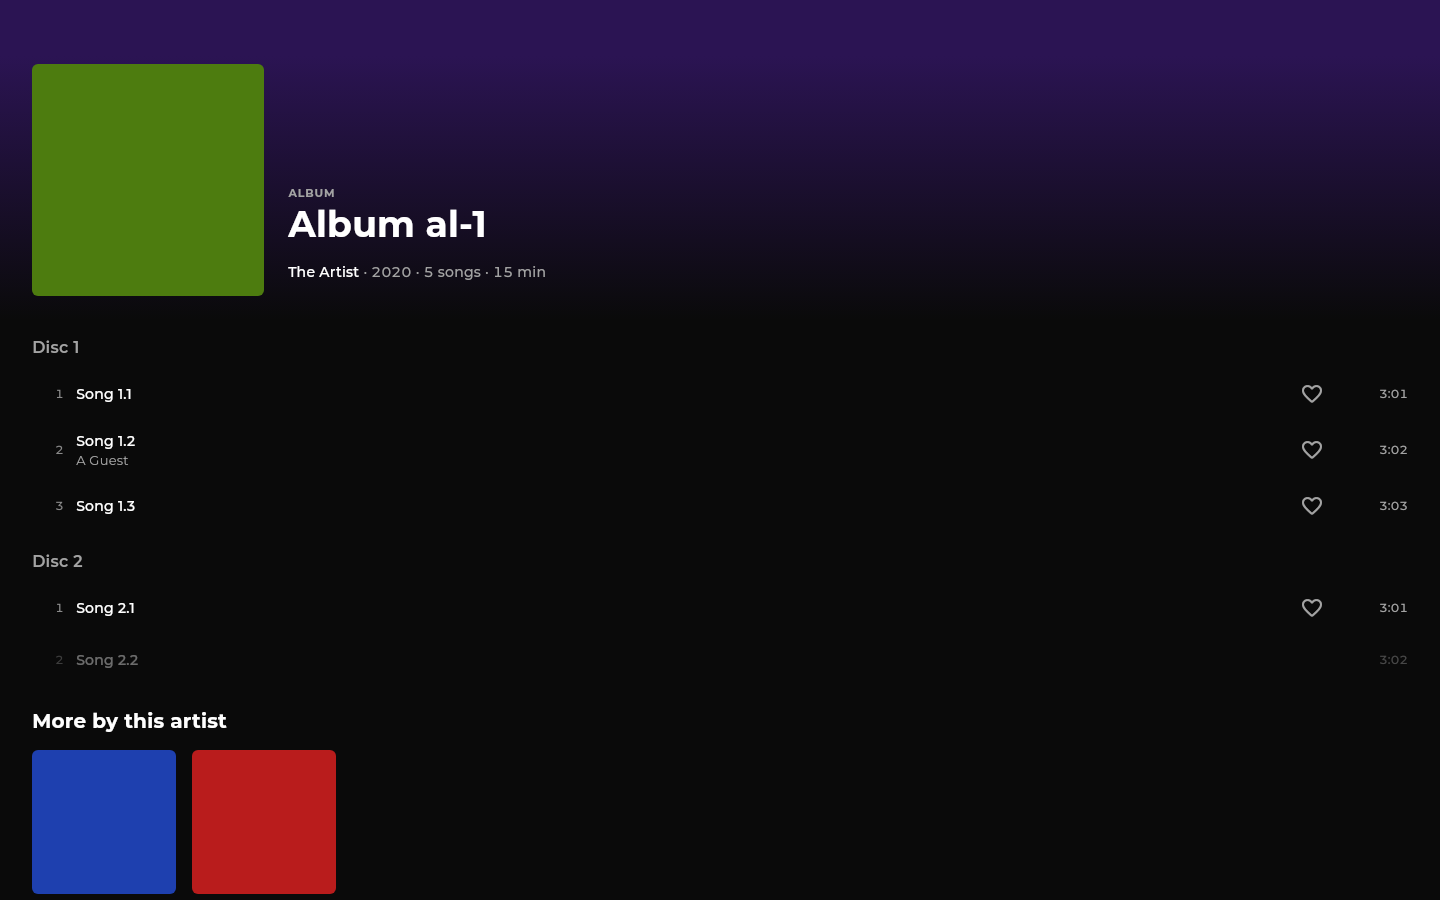 ALBUM
Album al-1
The Artist · 2020 · 5 songs · 15 min
Disc 1
1 Song 1.1 3:01
2 Song 1.2 3:02
A Guest
3 Song 1.3 3:03
Disc 2
1 Song 2.1 3:01
2 Song 2.2 3:02
More by this artist